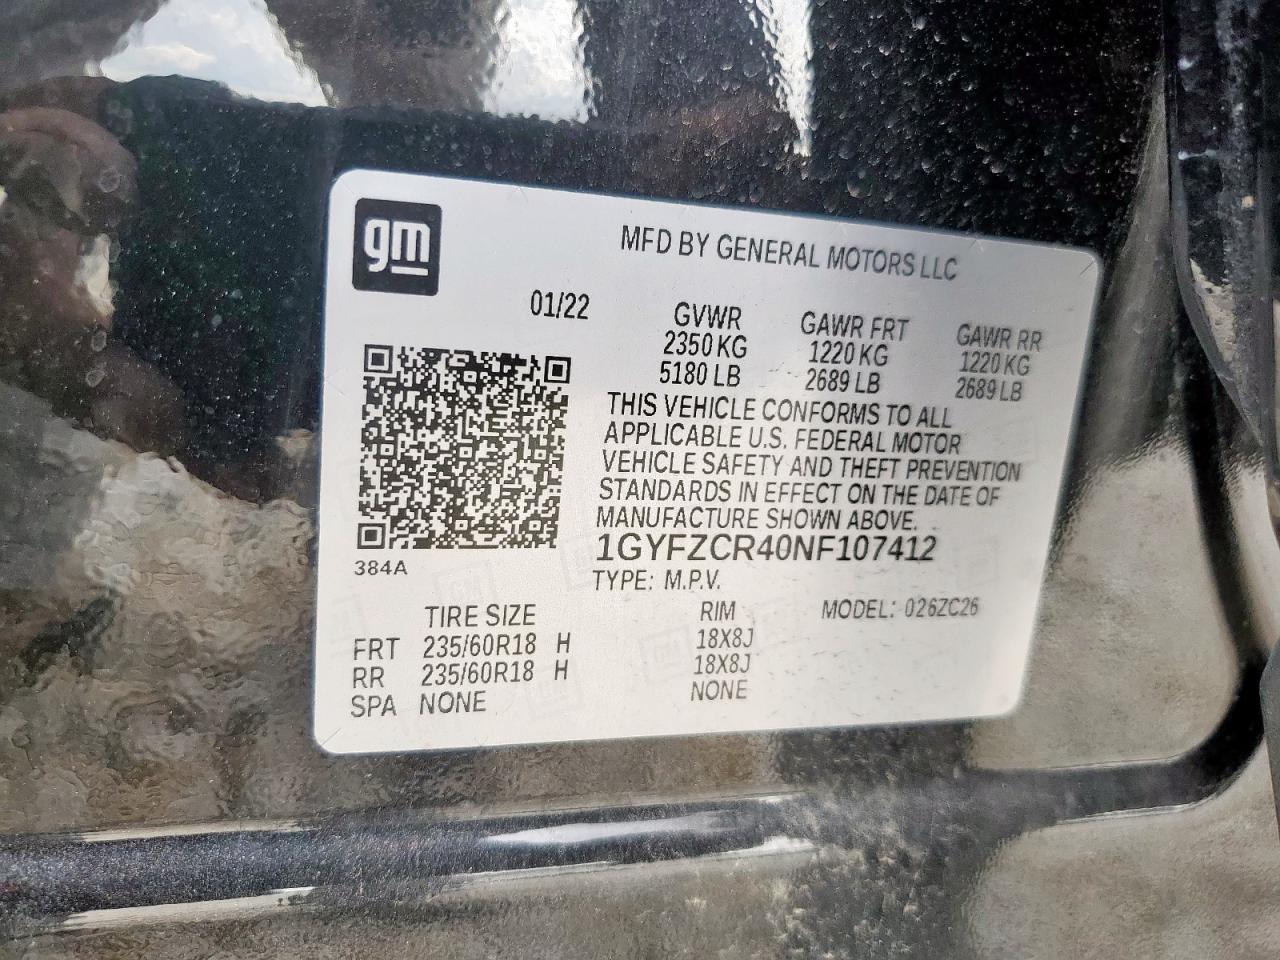 gm
MFD BY GENERAL MOTORS LLC
01/22 GVWR GAWR FRT GAWR RR
2350 KG 1220 KG 1220 KG
5180 LB 2689 LB 2689 LB
THIS VEHICLE CONFORMS TO ALL
APPLICABLE U.S. FEDERAL MOTOR
VEHICLE SAFETY AND THEFT PREVENTION
STANDARDS IN EFFECT ON THE DATE OF
MANUFACTURE SHOWN ABOVE.
1GYFZCR40NF107412
384A
TYPE: M.P.V.
TIRE SIZE RIM MODEL: 026ZC26
FRT 235/60R18 H 18X8J
RR 235/60R18 H 18X8J
SPA NONE NONE